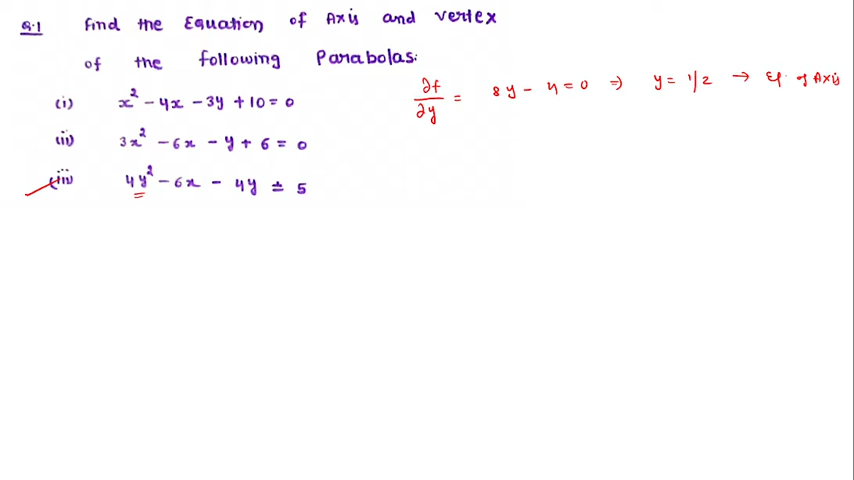 Q.1 Find the Equation of Axis and vertex
of the following Parabolas:
(i) x² - 4x - 3y + 10 = 0
(ii) 3x² - 6x - y + 6 = 0
(iii) 4y² - 6x - 4y = 5
∂f/∂y = 8y - 4 = 0 ⇒ y = 1/2 → Eq. of Axis